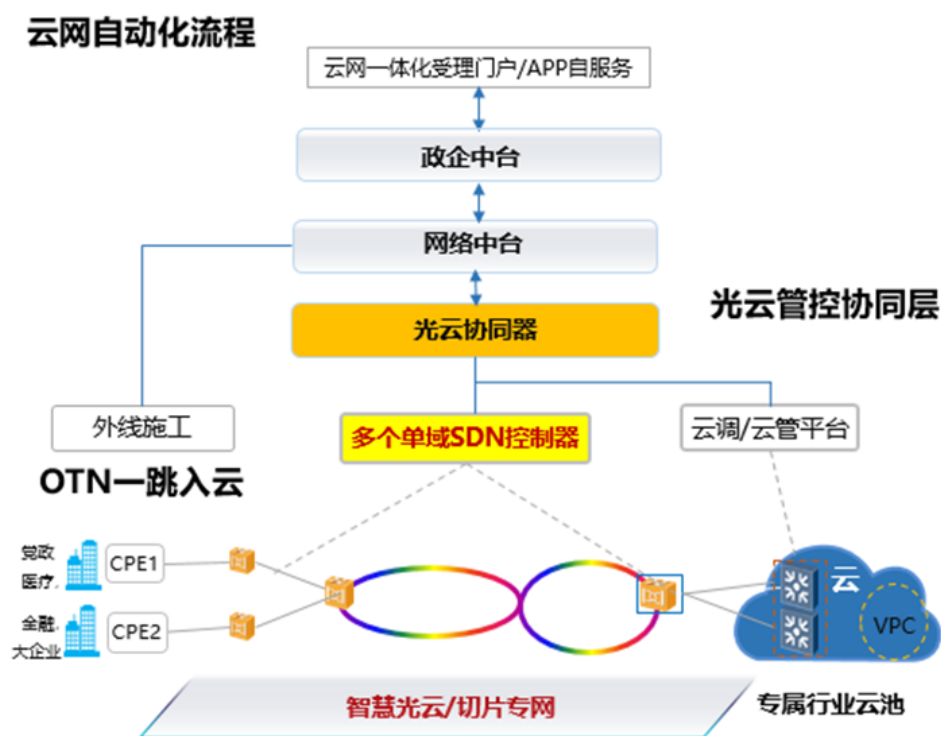 云网自动化流程
云网一体化受理门户/APP自服务
政企中台
网络中台
光云管控协同层
光云协同器
外线施工
多个单域SDN控制器
云调/云管平台
OTN一跳入云
党政
医疗,
CPE1
云
金融,
大企业
CPE2
VPC
智慧光云/切片专网
专属行业云池